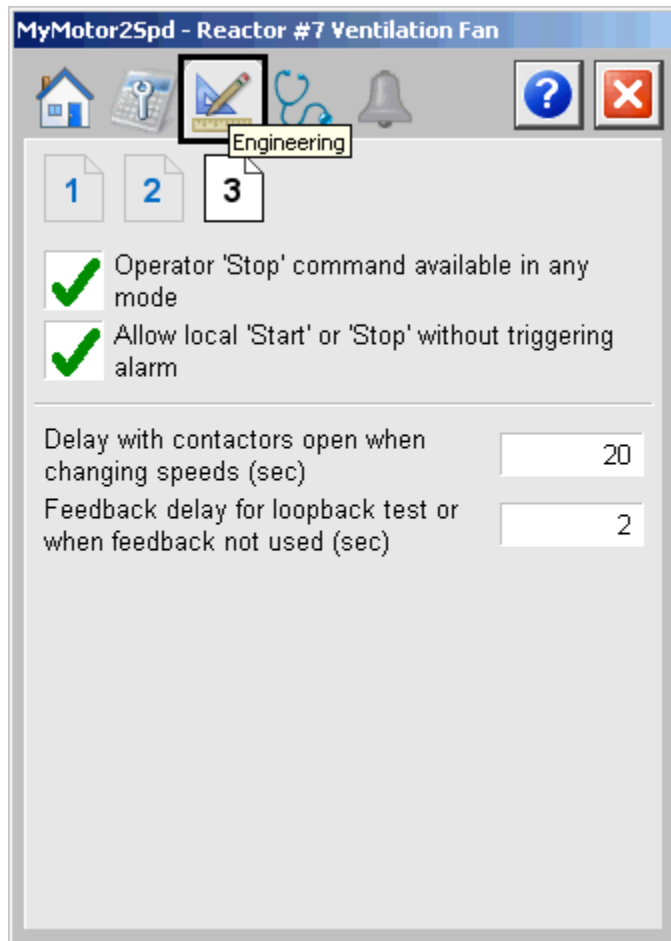 MyMotor2Spd - Reactor #7 Ventilation Fan
?
Engineering
1 2 3
Operator 'Stop' command available in any
mode
Allow local 'Start' or 'Stop' without triggering
alarm
Delay with contactors open when
changing speeds (sec)
20
Feedback delay for loopback test or
when feedback not used (sec)
2